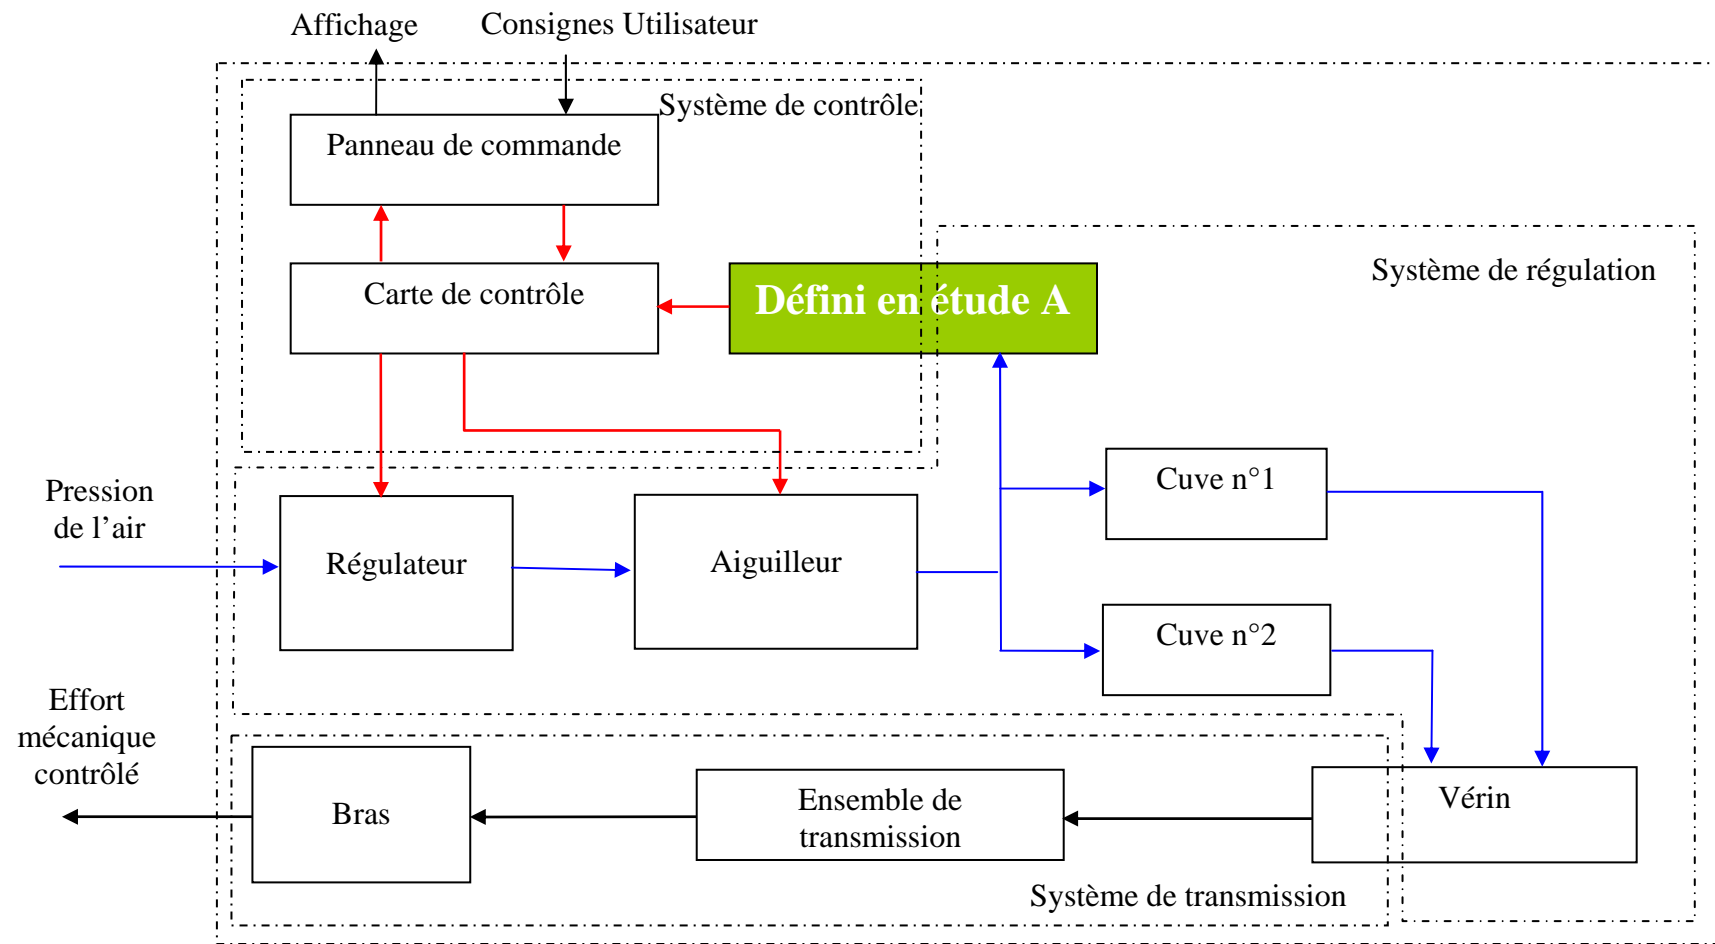 Affichage
Consignes Utilisateur
Système de contrôle
Panneau de commande
Système de régulation
Carte de contrôle
Défini en étude A
Pression
de l’air
Régulateur
Aiguilleur
Cuve n°1
Cuve n°2
Effort
mécanique
contrôlé
Bras
Ensemble de
transmission
Vérin
Système de transmission